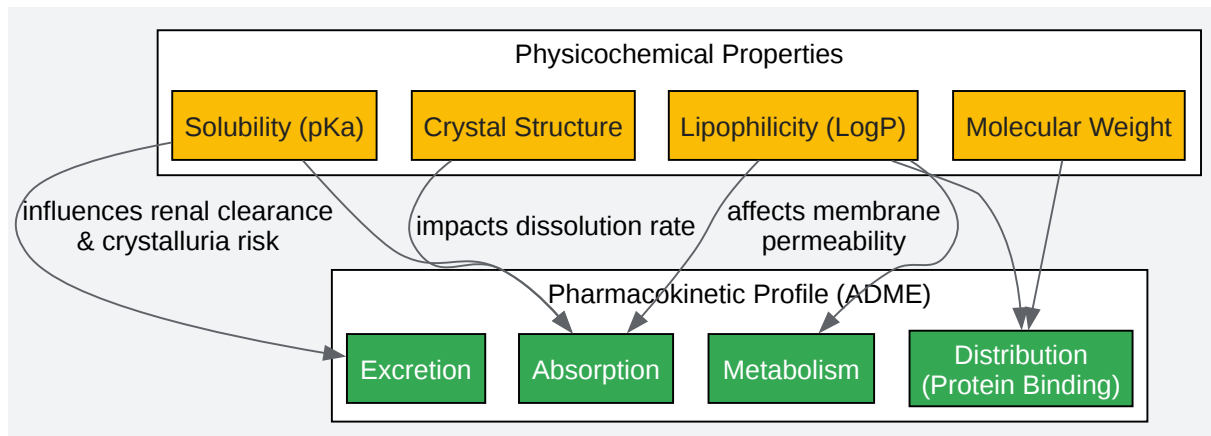 Physicochemical Properties
Solubility (pKa)
Crystal Structure
Lipophilicity (LogP)
Molecular Weight
influences renal clearance
& crystalluria risk
impacts dissolution rate
affects membrane
permeability
Pharmacokinetic Profile (ADME)
Excretion
Absorption
Metabolism
Distribution
(Protein Binding)